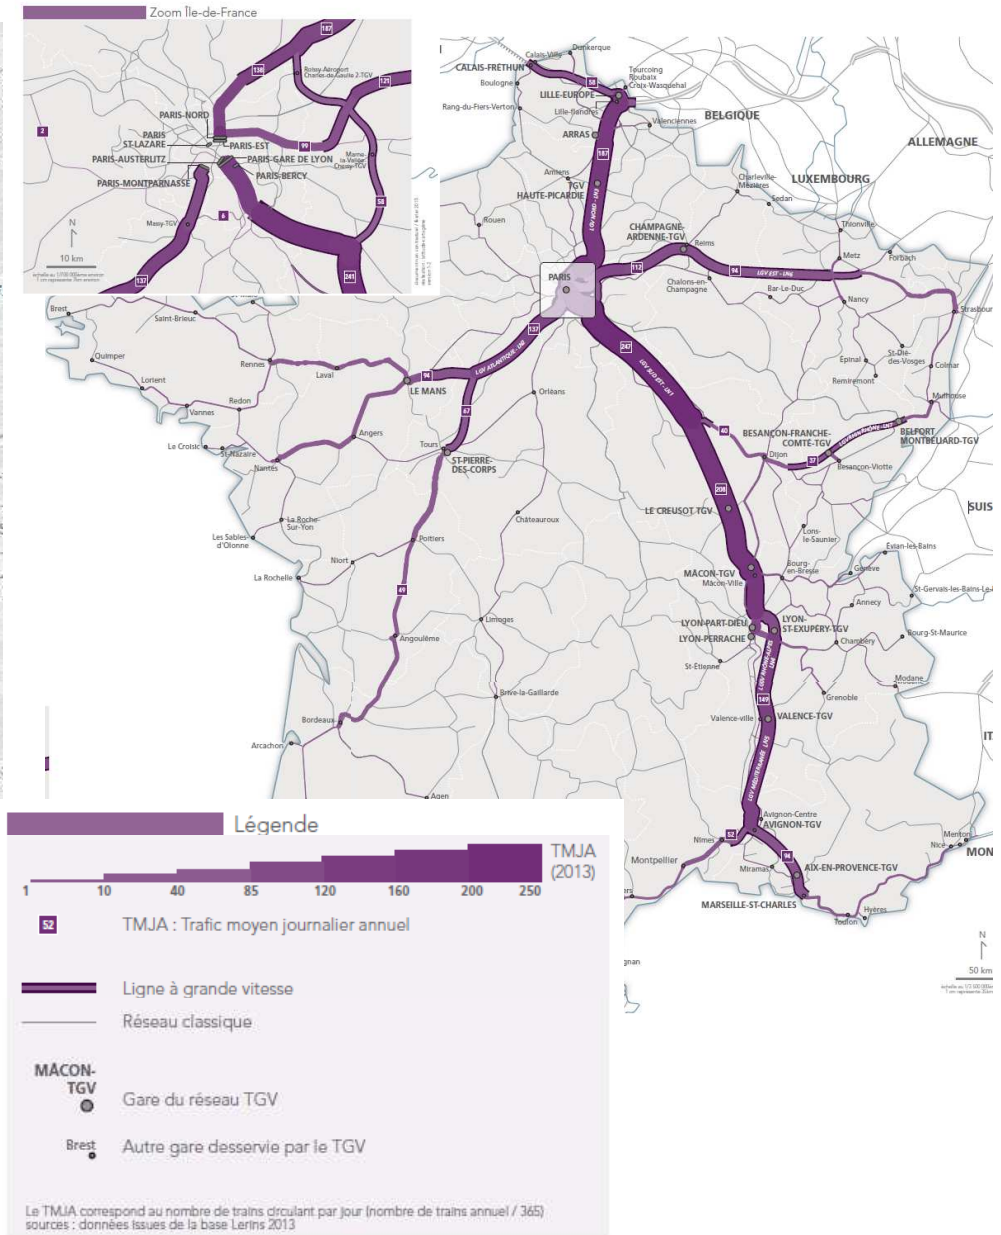 Zoom Île-de-France
187
138
Roissy-Aéroport
Charles-de-Gaulle 2-TGV
121
PARIS-NORD
2
PARIS
ST-LAZARE
PARIS-EST
99
PARIS-AUSTERLITZ
PARIS-GARE DE LYON
Marne-
la-Vallée
Chessy-TGV
PARIS-BERCY
PARIS-MONTPARNASSE
58
6
Massy-TGV
N
10 km
137
241
Dunkerque
Calais-Ville
CALAIS-FRÉTHUN
Tourcoing
Roubaix
Croix-Wasquehal
58
Boulogne
LILLE-EUROPE
Rang-du-Fiers-Verton
Lille-flandres
BELGIQUE
Valenciennes
ARRAS
ALLEMAGNE
187
Amiens
TGV
HAUTE-PICARDIE
Charleville-
Mézières
LUXEMBOURG
Sedan
LGV NORD - LN3
Rouen
CHAMPAGNE-
ARDENNE-TGV
Reims
Thionville
Metz
Forbach
PARIS
112
94
LGV EST - LN6
Chalons-en-
Champagne
Bar-Le-Duc
Nancy
Brest
Saint-Brieuc
Strasbour
137
LGV ATLANTIQUE - LN2
247
LGV SUD EST - LN1
Quimper
Rennes
Laval
94
LE MANS
Épinal
St-Dié-
des-Vosges
Colmar
Remiremont
Lorient
Orléans
Vannes
Redon
67
Mulhouse
Angers
40
BESANÇON-FRANCHE-
COMTÉ-TGV
BELFORT
MONTBÉLIARD-TGV
Le Croisic
St-Nazaire
Tours
Nantes
ST-PIERRE-
DES-CORPS
Dijon
37
Besançon-Viotte
208
LE CREUSOT TGV
SUIS
Châteauroux
La Roche-
Sur-Yon
Les Sables-
d'Olonne
Poitiers
Lons-
le-Saunier
Évian-les-Bains
Niort
La Rochelle
MÂCON-TGV
Mâcon-Ville
Bourg-
en-Bresse
Genève
49
St-Gervais-les-Bains-Le-
Annecy
Limoges
LYON-PART-DIEU
LYON-PERRACHE
LYON-
ST-EXUPÉRY-TGV
Angoulême
Bourg-St-Maurice
Chambéry
St-Étienne
Modane
Grenoble
149
Brive-la-Gaillarde
Bordeaux
Valence-ville
VALENCE-TGV
Arcachon
IT
LGV MÉDITERRANÉE LN5
Agen
Avignon-Centre
AVIGNON-TGV
52
Nîmes
Menton
Nice
MON
Montpellier
94
Miramas
AIX-EN-PROVENCE-TGV
ers
MARSEILLE-ST-CHARLES
Hyères
Toulon
gnan
N
50 km
Légende
TMJA
(2013)
1 10 40 85 120 160 200 250
52
TMJA : Trafic moyen journalier annuel
Ligne à grande vitesse
Réseau classique
MÂCON-
TGV
Gare du réseau TGV
Brest
Autre gare desservie par le TGV
Le TMJA correspond au nombre de trains circulant par jour (nombre de trains annuel / 365)
sources : données issues de la base Lerins 2013